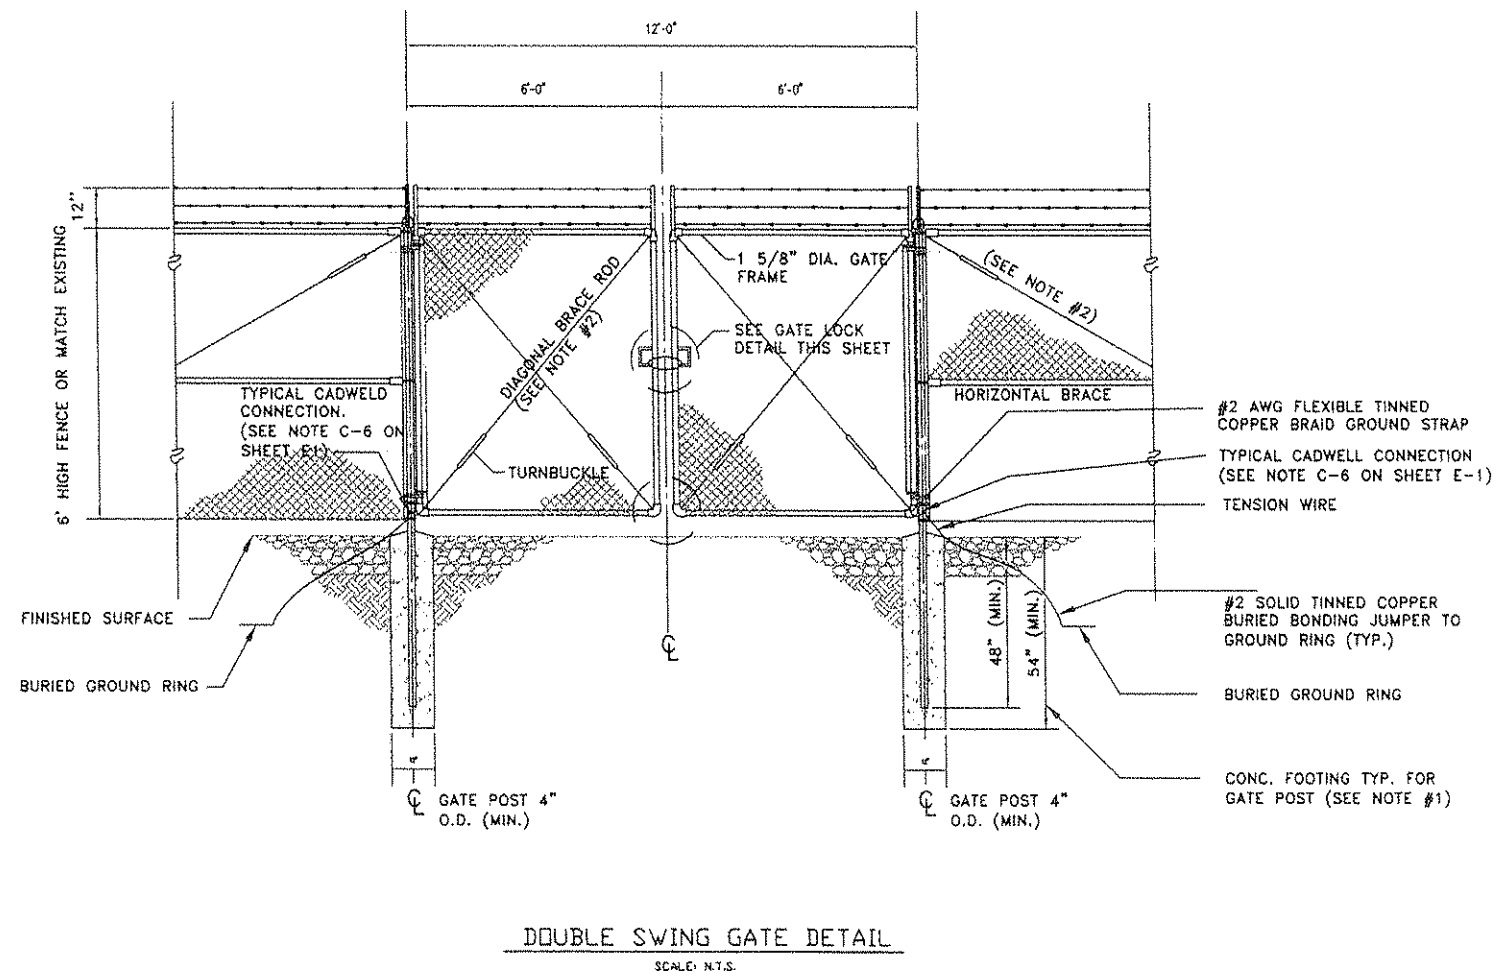 12'-0"
6'-0"
6'-0"
12"
6' HIGH FENCE OR MATCH EXISTING
1 5/8" DIA. GATE
FRAME
(SEE NOTE #2)
DIAGONAL BRACE ROD
(SEE NOTE #2)
SEE GATE LOCK
DETAIL THIS SHEET
TYPICAL CADWELD
CONNECTION.
(SEE NOTE C-6 ON
SHEET E1)
HORIZONTAL BRACE
#2 AWG FLEXIBLE TINNED
COPPER BRAID GROUND STRAP
TURNBUCKLE
TYPICAL CADWELL CONNECTION
(SEE NOTE C-6 ON SHEET E-1)
TENSION WIRE
FINISHED SURFACE
48" (MIN.)
54" (MIN.)
#2 SOLID TINNED COPPER
BURIED BONDING JUMPER TO
GROUND RING (TYP.)
BURIED GROUND RING
BURIED GROUND RING
CONC. FOOTING TYP. FOR
GATE POST (SEE NOTE #1)
GATE POST 4"
O.D. (MIN.)
GATE POST 4"
O.D. (MIN.)
DOUBLE SWING GATE DETAIL
SCALE: N.T.S.